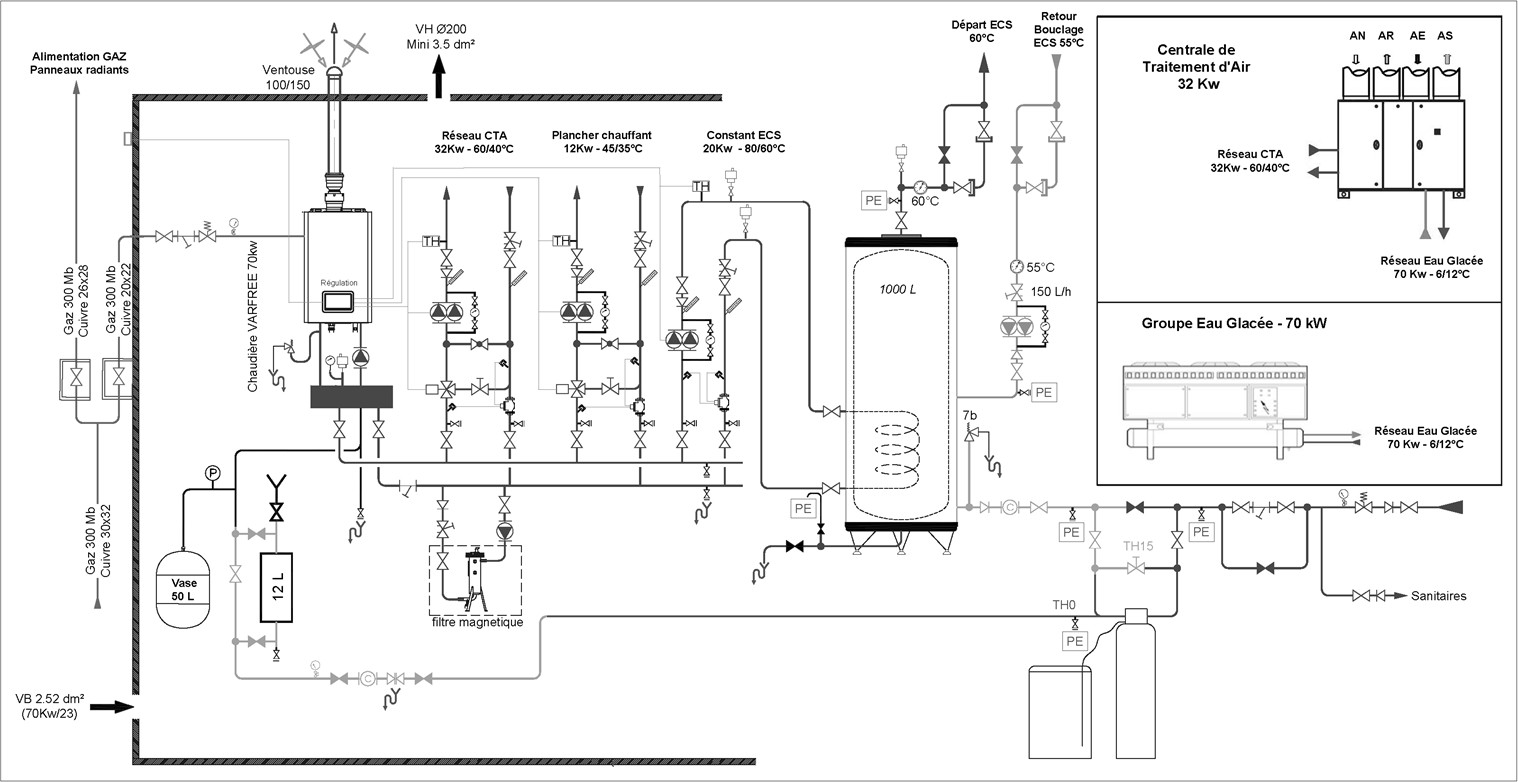 Alimentation GAZ
Panneaux radiants
Ventouse
100/150
VH Ø200
Mini 3.5 dm²
Départ ECS
60°C
Retour
Bouclage
ECS 55°C
Centrale de
Traitement d'Air
32 Kw
AN
AR
AE
AS
Réseau CTA
32Kw - 60/40°C
Plancher chauffant
12Kw - 45/35°C
Constant ECS
20Kw - 80/60°C
Réseau CTA
32Kw - 60/40°C
PE
60°C
Réseau Eau Glacée
70 Kw - 6/12°C
Gaz 300 Mb
Cuivre 26x28
Gaz 300 Mb
Cuivre 20x22
Chaudière VARFREE 70kw
Régulation
1000 L
55°C
150 L/h
PE
Groupe Eau Glacée - 70 kW
Réseau Eau Glacée
70 Kw - 6/12°C
7b
P
PE
C
PE
PE
TH15
Gaz 300 Mb
Cuivre 30x32
Vase
50 L
12 L
filtre magnetique
TH0
PE
Sanitaires
C
VB 2.52 dm²
(70Kw/23)